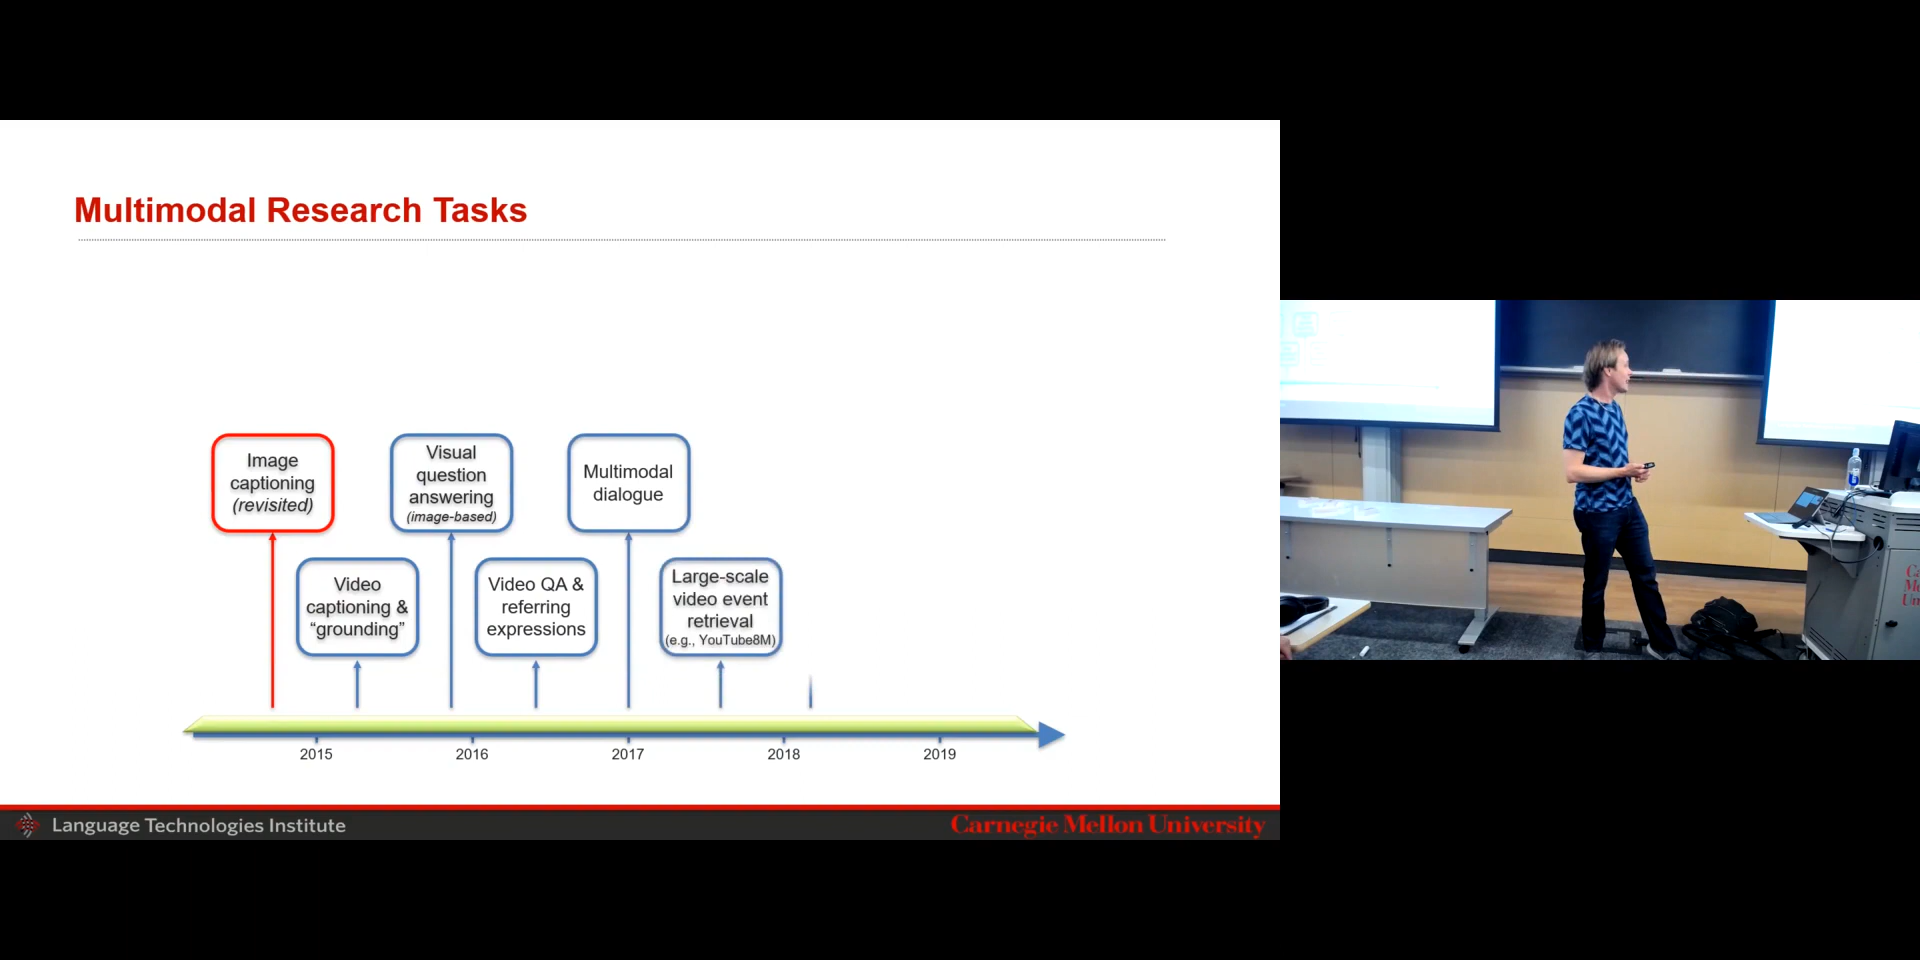 Multimodal Research Tasks
Image
captioning
(revisited)
Visual
question
answering
(image-based)
Multimodal
dialogue
Video
captioning &
“grounding”
Video QA &
referring
expressions
Large-scale
video event
retrieval
(e.g., YouTube8M)
2015
2016
2017
2018
2019
Language Technologies Institute
Carnegie Mellon University